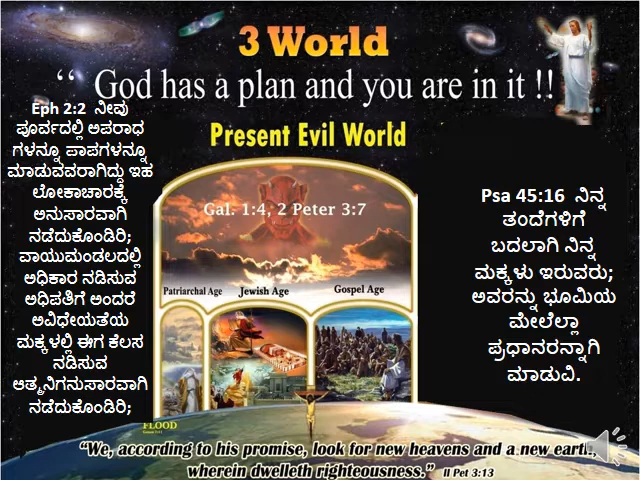 3 World
“ God has a plan and you are in it !!
Eph 2:2 ನೀವು
ಪೂರ್ವದಲ್ಲಿ ಅಪರಾಧ
ಗಳನ್ನೂ ಪಾಪಗಳನ್ನೂ
ಮಾಡುವವರಾಗಿದ್ದು ಇಹ
ಲೋಕಾಚಾರಕ್ಕೆ
ಅನುಸಾರವಾಗಿ
ನಡೆದುಕೊಂಡಿರಿ;
ವಾಯುಮಂಡಲದಲ್ಲಿ
ಅಧಿಕಾರ ನಡಿಸುವ
ಅಧಿಪತಿಗೆ ಅಂದರೆ
ಅವಿಧೇಯತೆಯ
ಮಕ್ಕಳಲ್ಲಿ ಈಗ ಕೆಲಸ
ನಡಿಸುವ
ಆತ್ಮನಿಗನುಸಾರವಾಗಿ
ನಡೆದುಕೊಂಡಿರಿ;
Present Evil World
Gal. 1:4, 2 Peter 3:7
Patriarchal Age Jewish Age Gospel Age
Psa 45:16 ನಿನ್ನ
ತಂದೆಗಳಿಗೆ
ಬದಲಾಗಿ ನಿನ್ನ
ಮಕ್ಕಳು ಇರುವರು;
ಅವರನ್ನು ಭೂಮಿಯ
ಮೇಲೆಲ್ಲಾ
ಪ್ರಧಾನರನ್ನಾಗಿ
ಮಾಡುವಿ.
FLOOD
“We, according to his promise, look for new heavens and a new earth,
wherein dwelleth righteousness.” II Pet 3:13